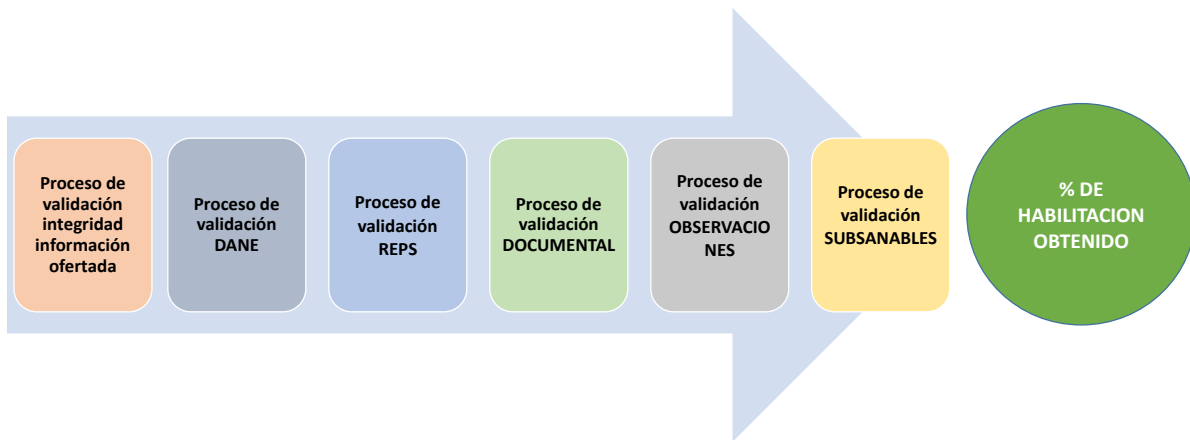 Proceso de
validación
integridad
información
ofertada
Proceso de
validación
DANE
Proceso de
validación
REPS
Proceso de
validación
DOCUMENTAL
Proceso de
validación
OBSERVACIO
NES
Proceso de
validación
SUBSANABLES
% DE
HABILITACION
OBTENIDO